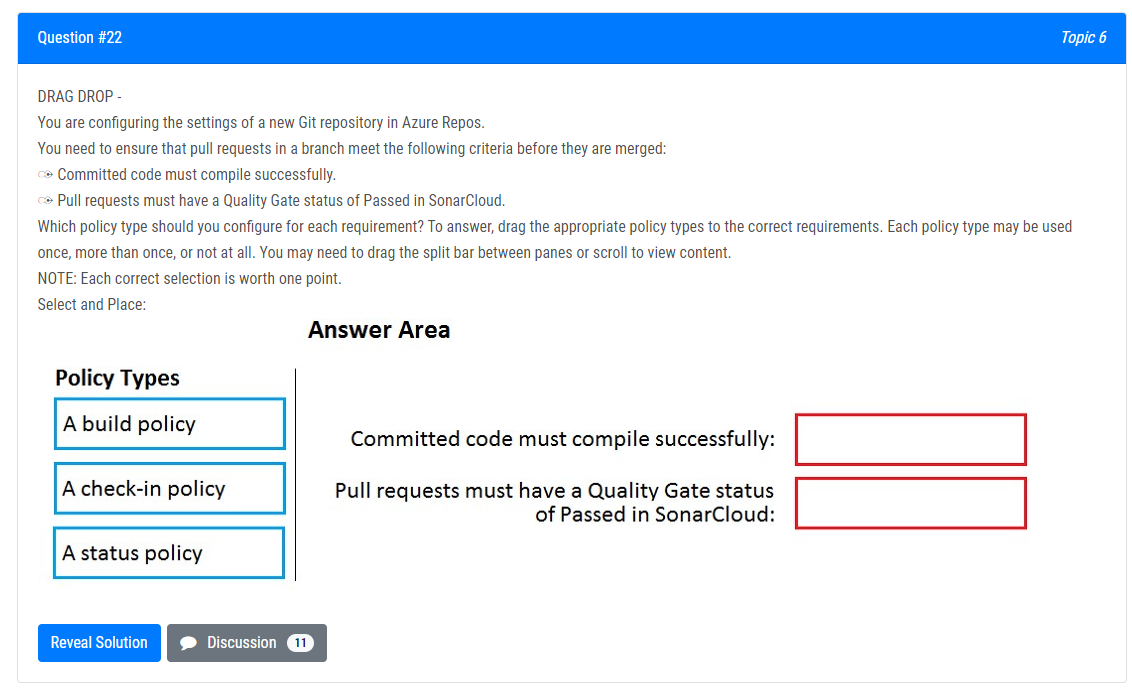 Question #22
Topic 6
DRAG DROP -
You are configuring the settings of a new Git repository in Azure Repos.
You need to ensure that pull requests in a branch meet the following criteria before they are merged:
Committed code must compile successfully.
Pull requests must have a Quality Gate status of Passed in SonarCloud.
Which policy type should you configure for each requirement? To answer, drag the appropriate policy types to the correct requirements. Each policy type may be used
once, more than once, or not at all. You may need to drag the split bar between panes or scroll to view content.
NOTE: Each correct selection is worth one point.
Select and Place:
Answer Area
Policy Types
A build policy
A check-in policy
A status policy
Committed code must compile successfully:
Pull requests must have a Quality Gate status
of Passed in SonarCloud:
Reveal Solution
Discussion 11